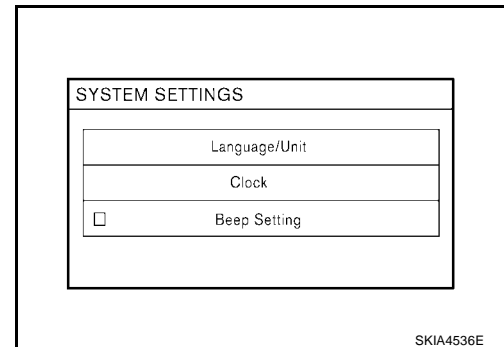 SYSTEM SETTINGS
Language/Unit
Clock
Beep Setting
SKIA4536E